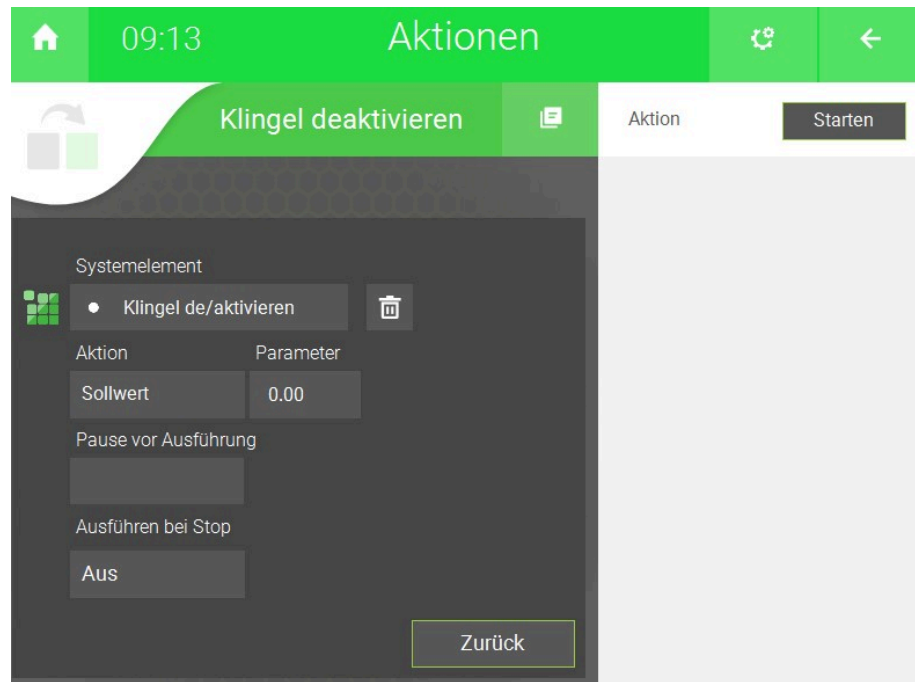 09:13
Aktionen
Klingel deaktivieren
Aktion
Starten
Systemelement
Klingel de/aktivieren
Aktion Parameter
Sollwert 0.00
Pause vor Ausführung
Ausführen bei Stop
Aus
Zurück